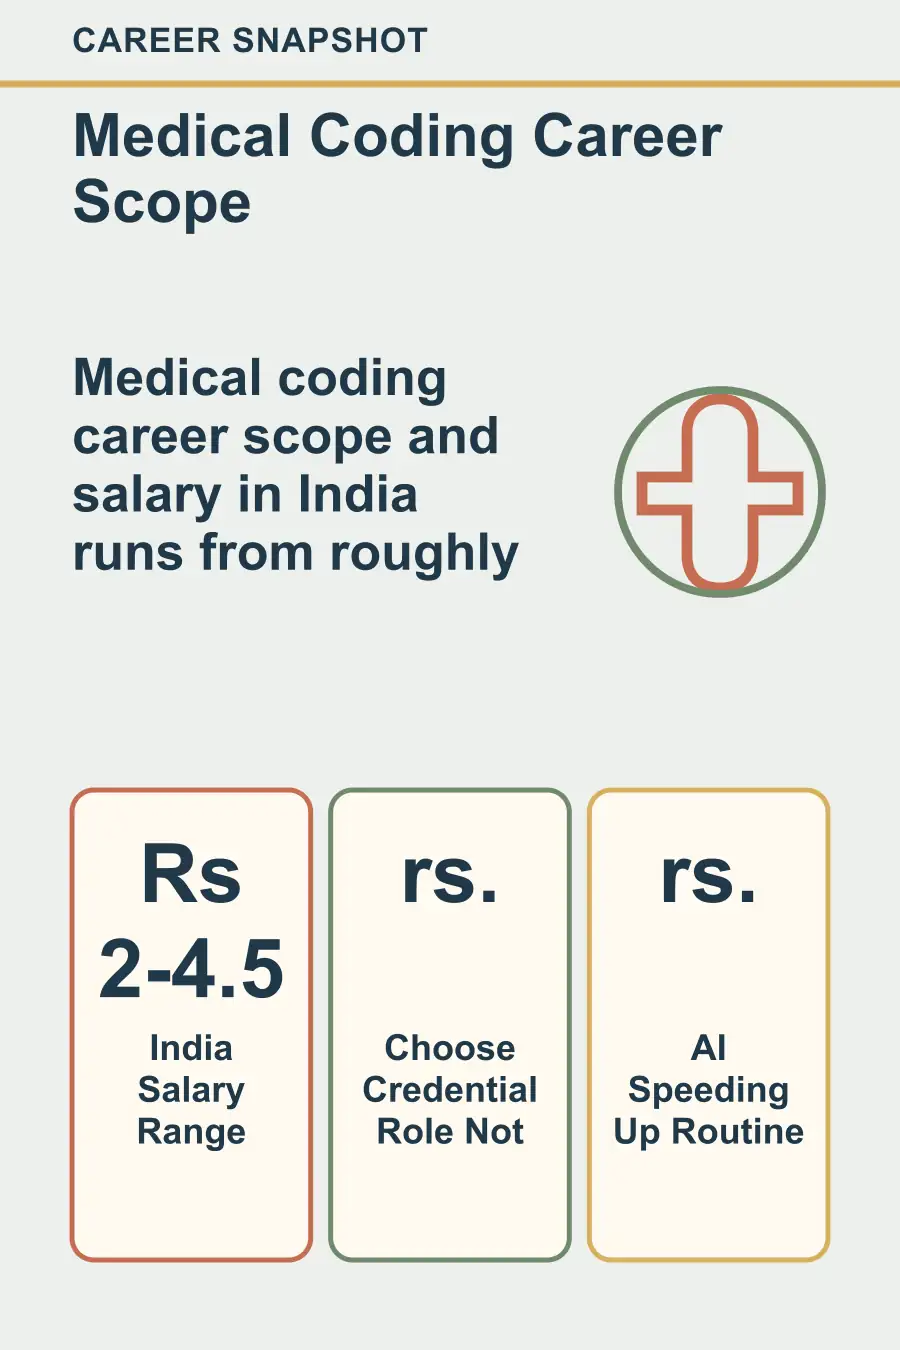 CAREER SNAPSHOT
Medical Coding Career
Scope
Medical coding
career scope and
salary in India
runs from roughly
Rs
2-4.5
India
Salary
Range
rs.
Choose
Credential
Role Not
rs.
AI
Speeding
Up Routine